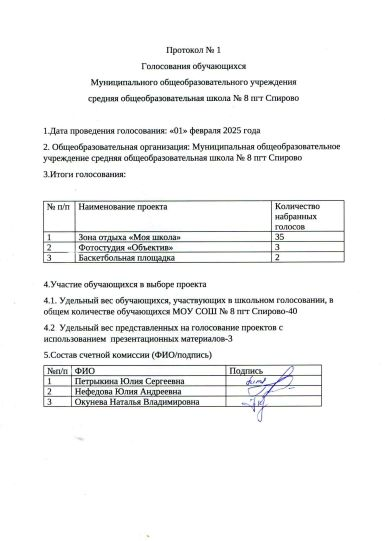 Протокол № 1
Голосования обучающихся
Муниципального общеобразовательного учреждения
средняя общеобразовательная школа № 8 пгт Спирово
1.Дата проведения голосования: «01» февраля 2025 года
2. Общеобразовательная организация: Муниципальная общеобразовательное
учреждение средняя общеобразовательная школа № 8 пгт Спирово
3.Итоги голосования:
№ п/п Наименование проекта Количество
набранных
голосов
1 Зона отдыха «Моя школа» 35
2 Фотостудия «Объектив» 3
3 Баскетбольная площадка 2
4.Участие обучающихся в выборе проекта
4.1. Удельный вес обучающихся, участвующих в школьном голосовании, в
общем количестве обучающихся МОУ СОШ № 8 пгт Спирово-40
4.2 Удельный вес представленных на голосование проектов с
использованием презентационных материалов-3
5.Состав счетной комиссии (ФИО/подпись)
№п/п ФИО Подпись
1 Петрыкина Юлия Сергеевна
2 Нефедова Юлия Андреевна
3 Окунева Наталья Владимировна